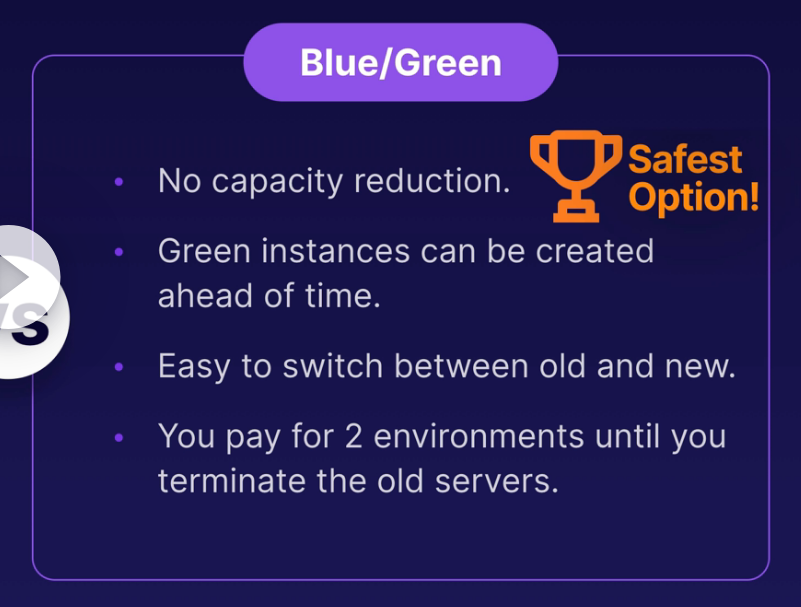 Blue/Green
No capacity reduction.
Safest
Option!
Green instances can be created
ahead of time.
Easy to switch between old and new.
You pay for 2 environments until you
terminate the old servers.